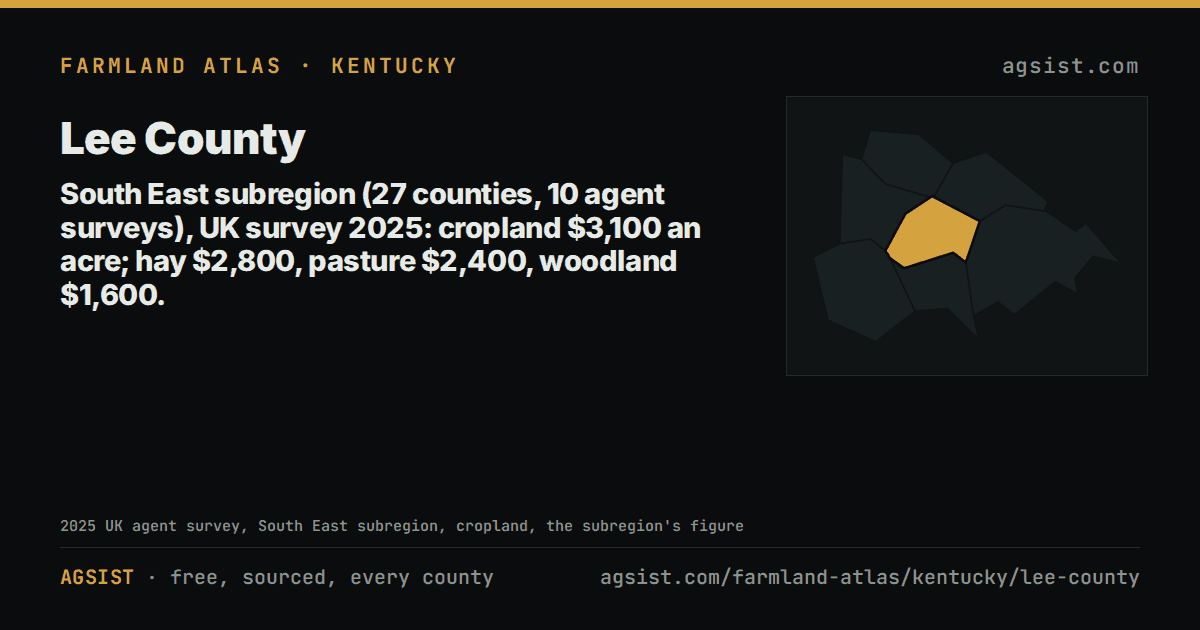 FARMLAND ATLAS · KENTUCKY
agsist.com
Lee County
South East subregion (27 counties, 10 agent
surveys), UK survey 2025: cropland $3,100 an
acre; hay $2,800, pasture $2,400, woodland
$1,600.
2025 UK agent survey, South East subregion, cropland, the subregion's figure
AGSIST · free, sourced, every county
agsist.com/farmland-atlas/kentucky/lee-county